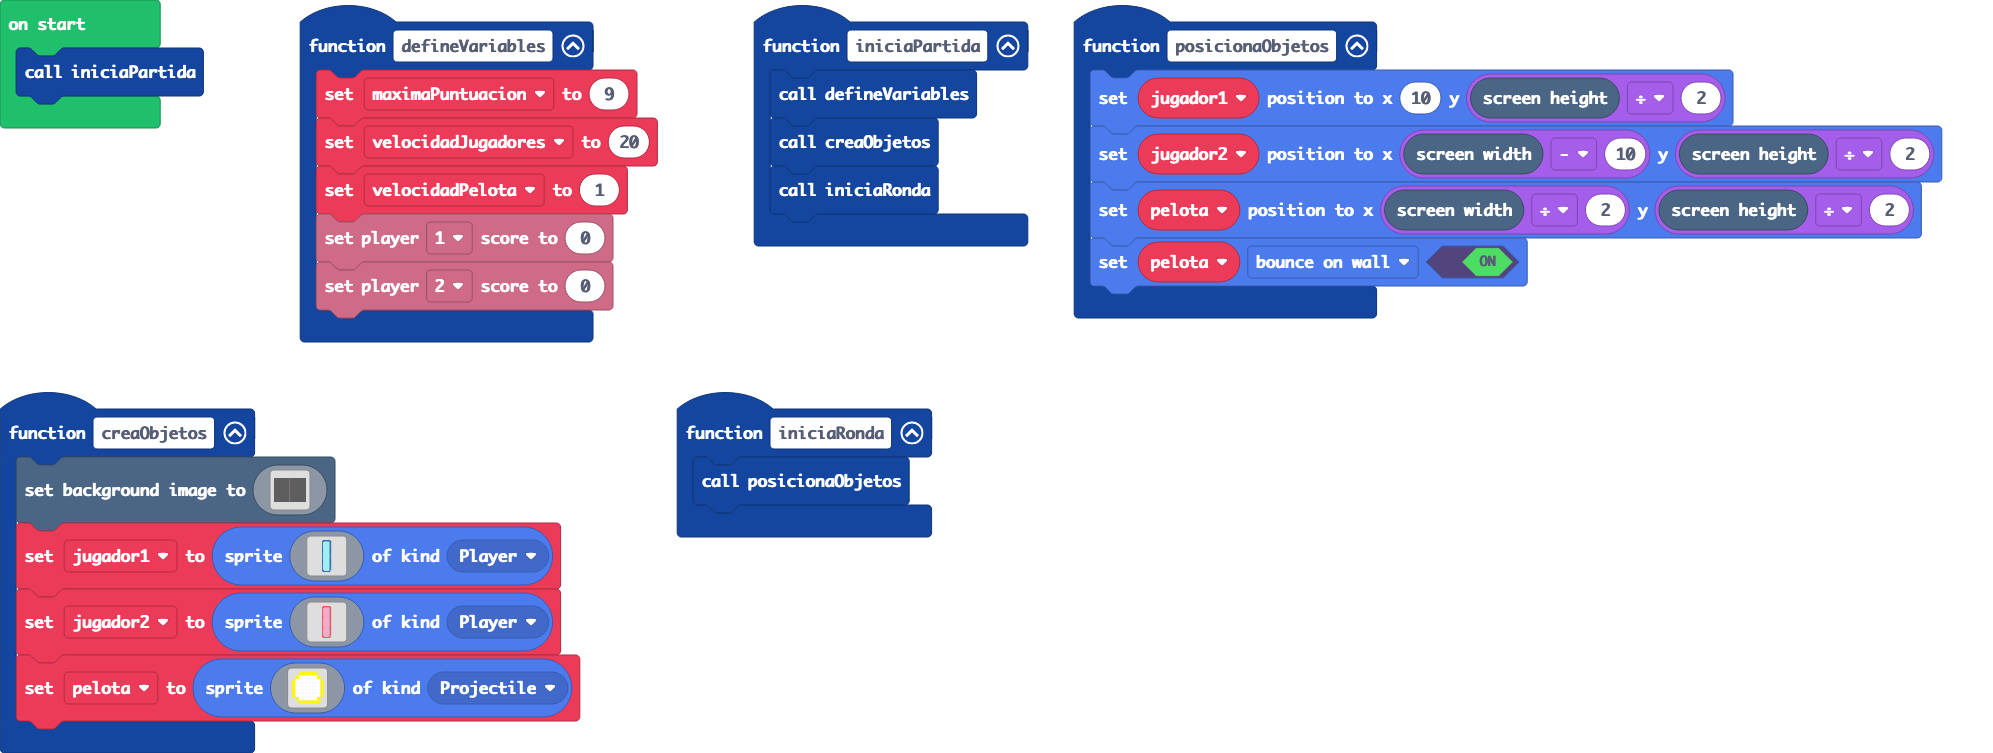 on start
call iniciaPartida
function defineVariables
set maximaPuntuacion to 9
set velocidadJugadores to 20
set velocidadPelota to 1
set player 1 score to 0
set player 2 score to 0
function iniciaPartida
call defineVariables
call creaObjetos
call iniciaRonda
function posicionaObjetos
set jugador1 position to x 10 y screen height ÷ 2
set jugador2 position to x screen width - 10 y screen height ÷ 2
set pelota position to x screen width ÷ 2 y screen height ÷ 2
set pelota bounce on wall ON
function creaObjetos
set background image to
set jugador1 to sprite of kind Player
set jugador2 to sprite of kind Player
set pelota to sprite of kind Projectile
function iniciaRonda
call posicionaObjetos